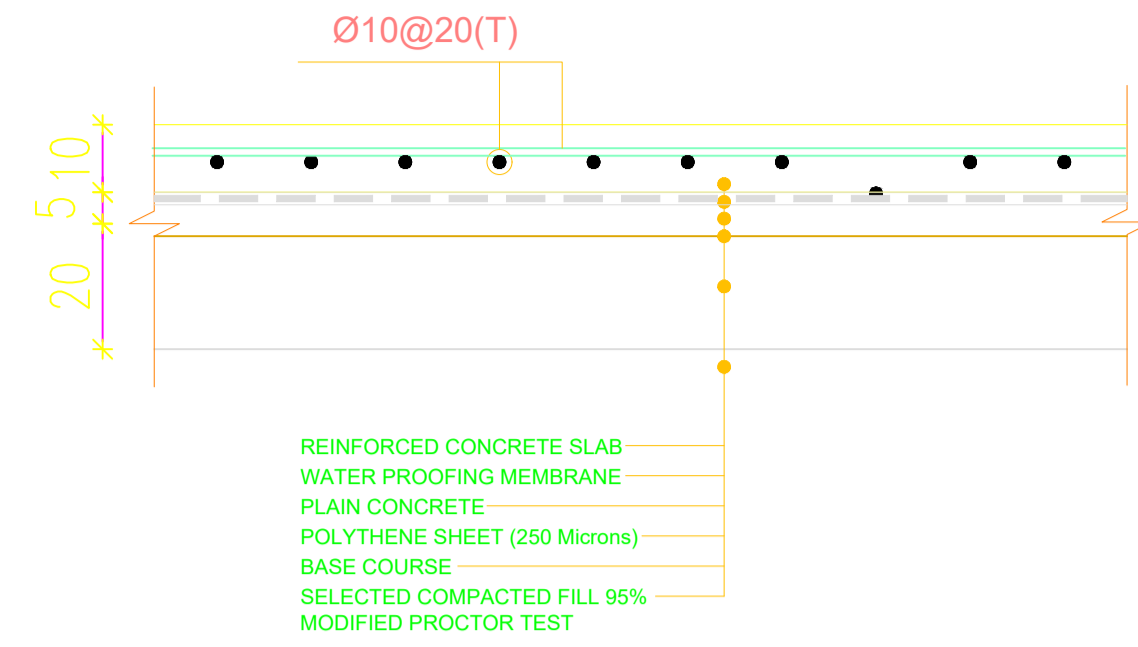 Ø10@20(T)
10
5
20
REINFORCED CONCRETE SLAB
WATER PROOFING MEMBRANE
PLAIN CONCRETE
POLYTHENE SHEET (250 Microns)
BASE COURSE
SELECTED COMPACTED FILL 95%
MODIFIED PROCTOR TEST